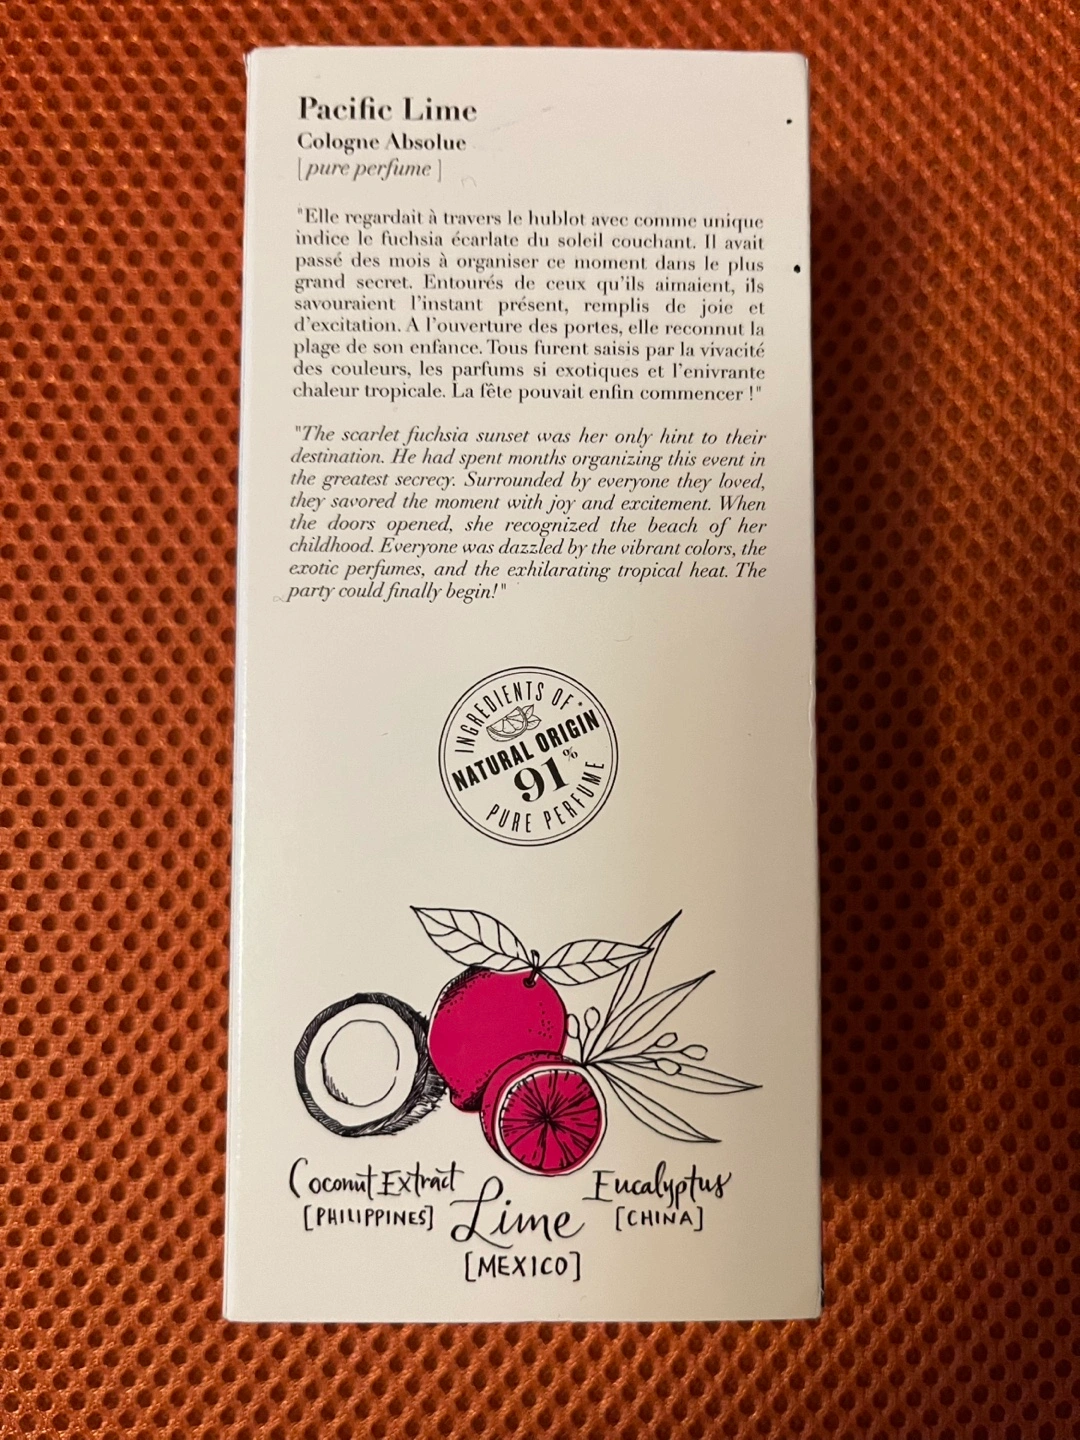 Pacific Lime
Cologne Absolue
[ pure perfume ]
"Elle regardait à travers le hublot avec comme unique
indice le fuchsia écarlate du soleil couchant. Il avait
passé des mois à organiser ce moment dans le plus
grand secret. Entourés de ceux qu'ils aimaient, ils
savouraient l'instant présent, remplis de joie et
d'excitation. A l'ouverture des portes, elle reconnut la
plage de son enfance. Tous furent saisis par la vivacité
des couleurs, les parfums si exotiques et l'enivrante
chaleur tropicale. La fête pouvait enfin commencer !"
"The scarlet fuchsia sunset was her only hint to their
destination. He had spent months organizing this event in
the greatest secrecy. Surrounded by everyone they loved,
they savored the moment with joy and excitement. When
the doors opened, she recognized the beach of her
childhood. Everyone was dazzled by the vibrant colors, the
exotic perfumes, and the exhilarating tropical heat. The
party could finally begin!"
INGREDIENTS OF*
NATURAL ORIGIN
91%
PURE PERFUME
Coconut Extract
[PHILIPPINES]
Lime
[MEXICO]
Eucalyptus
[CHINA]